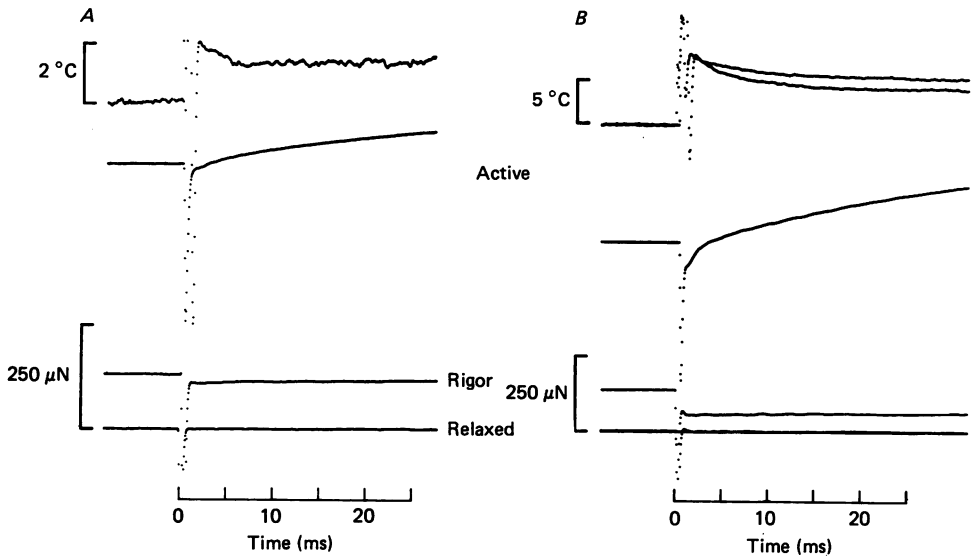 A
B
2 °C
5 °C
Active
250 µN
Rigor
Relaxed
250 µN
0 10 20
Time (ms)
0 10 20
Time (ms)